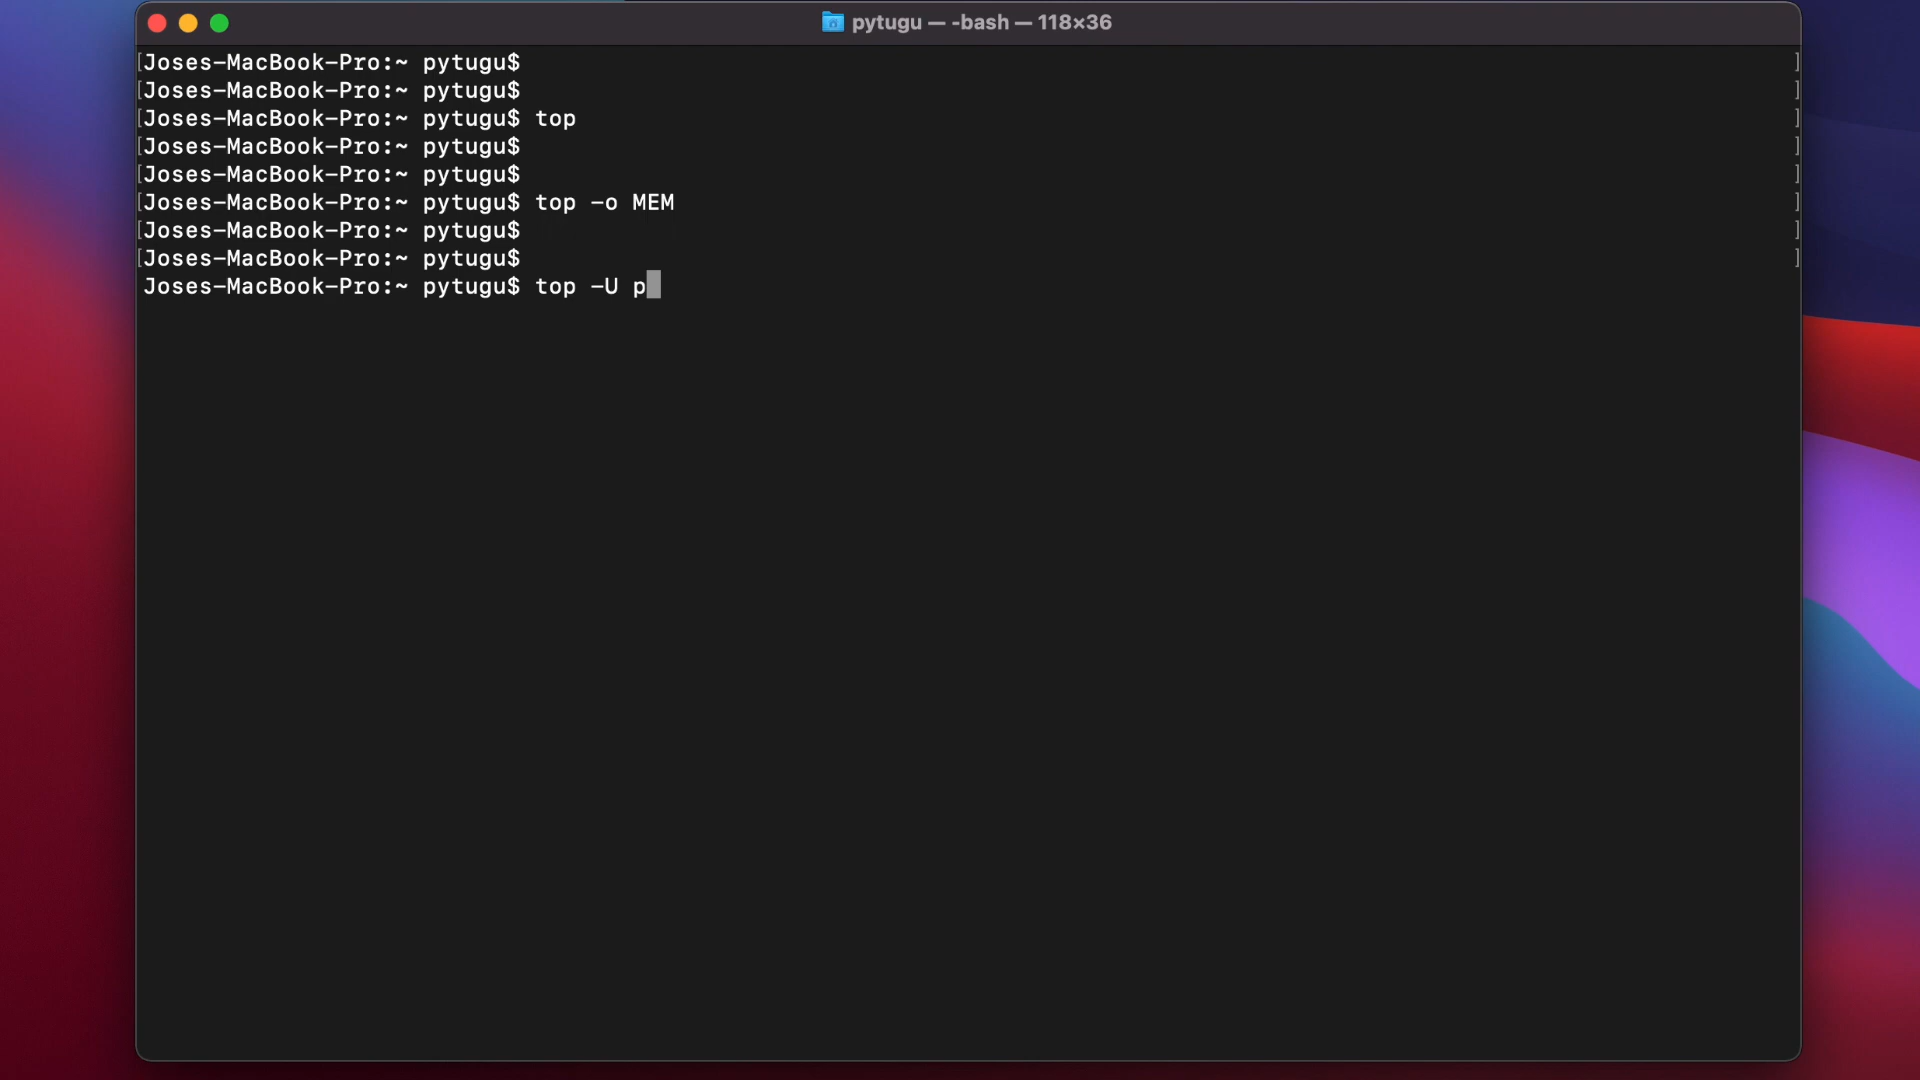 pytugu — -bash — 118×36
[Joses-MacBook-Pro:~ pytugu$ ]
[Joses-MacBook-Pro:~ pytugu$ ]
[Joses-MacBook-Pro:~ pytugu$ top ]
[Joses-MacBook-Pro:~ pytugu$ ]
[Joses-MacBook-Pro:~ pytugu$ ]
[Joses-MacBook-Pro:~ pytugu$ top -o MEM ]
[Joses-MacBook-Pro:~ pytugu$ ]
[Joses-MacBook-Pro:~ pytugu$ ]
Joses-MacBook-Pro:~ pytugu$ top -U p